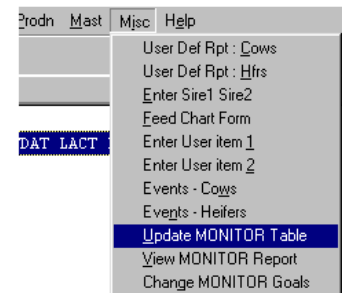 Prodn Mast Misc Help
User Def Rpt : Cows
User Def Rpt : Hfrs
Enter Sire1 Sire2
Feed Chart Form
DAT LACT
Enter User item 1
Enter User item 2
Events - Cows
Events - Heifers
Update MONITOR Table
View MONITOR Report
Change MONITOR Goals